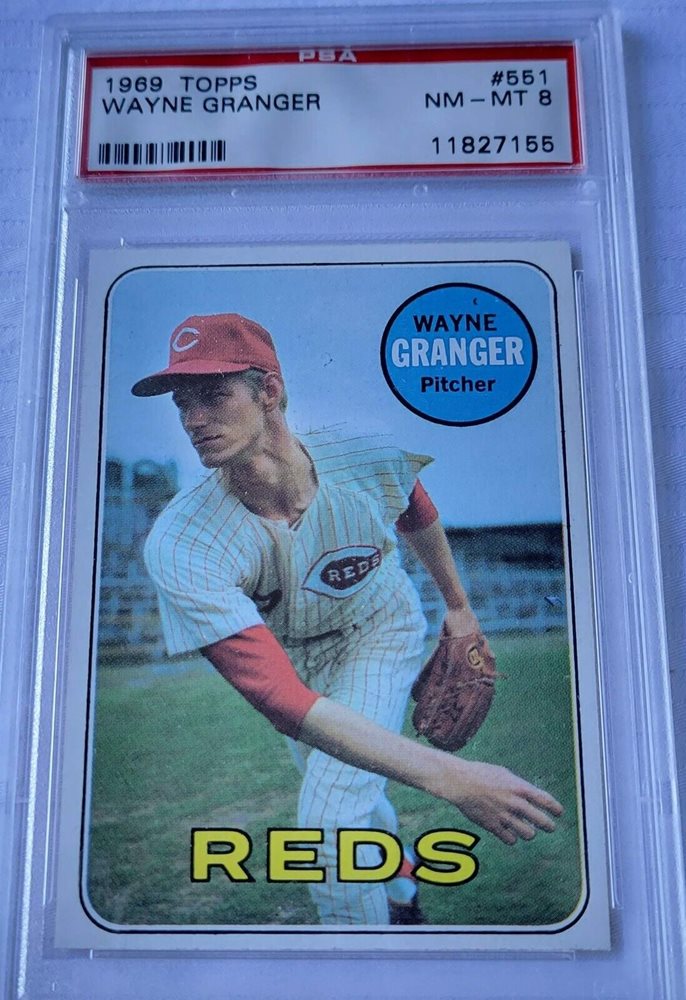 PSA
1969 TOPPS #551
WAYNE GRANGER NM-MT 8
11827155
WAYNE
GRANGER
Pitcher
C
REDS
REDS